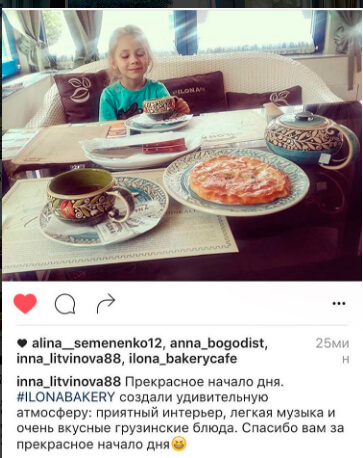 ILONA
alina__semenenko12, anna_bogodist,
inna_litvinova88, ilona_bakerycafe
25ми
н
inna_litvinova88 Прекрасное начало дня.
#ILONABAKERY создали удивительную
атмосферу: приятный интерьер, легкая музыка и
очень вкусные грузинские блюда. Спасибо вам за
прекрасное начало дня😄